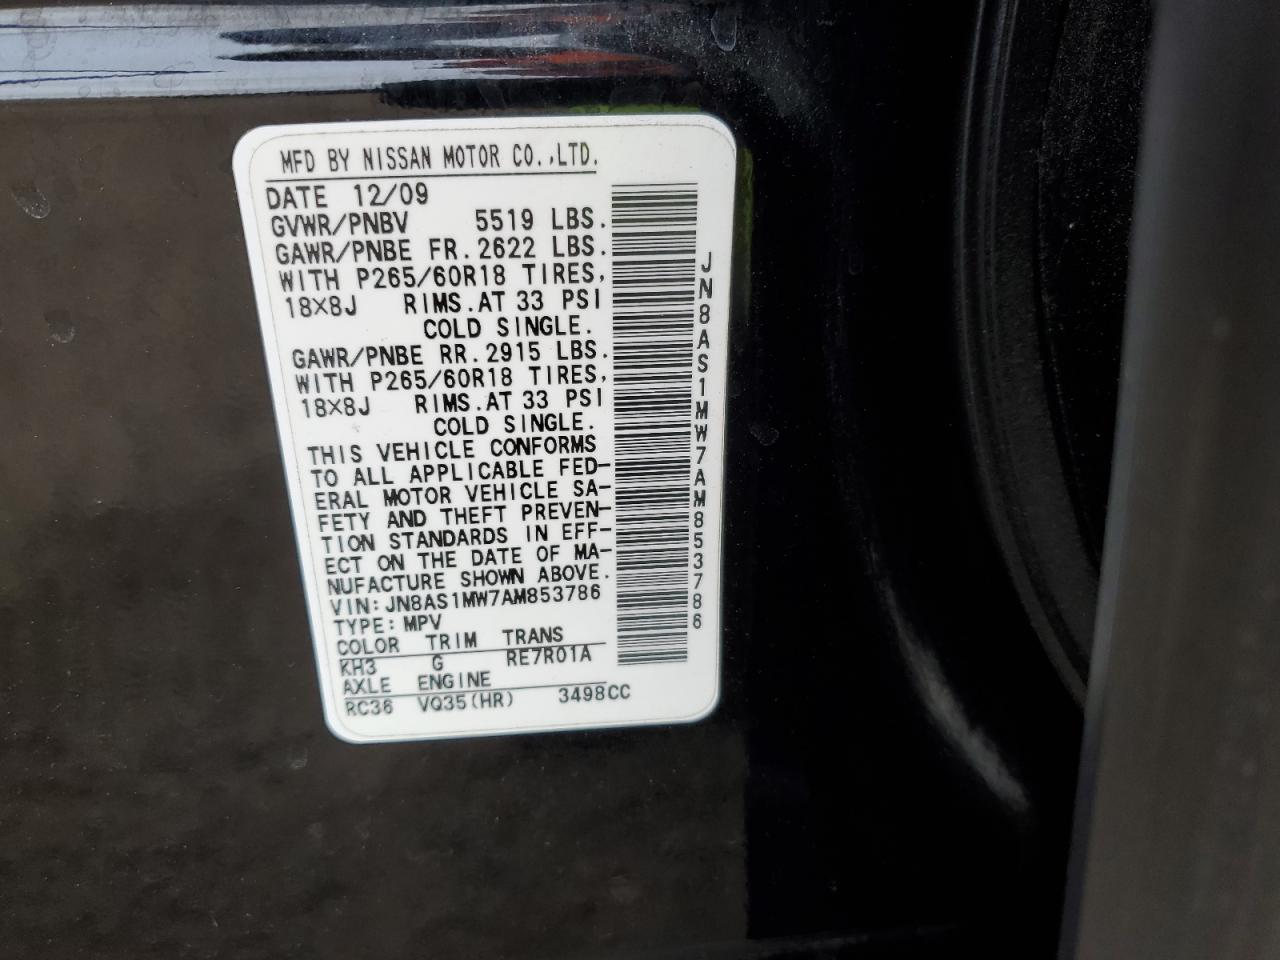 MFD BY NISSAN MOTOR CO.,LTD.
DATE 12/09
GVWR/PNBV 5519 LBS.
GAWR/PNBE FR. 2622 LBS.
WITH P265/60R18 TIRES,
18X8J RIMS.AT 33 PSI
COLD SINGLE.
GAWR/PNBE RR. 2915 LBS.
WITH P265/60R18 TIRES,
18X8J RIMS.AT 33 PSI
COLD SINGLE.
THIS VEHICLE CONFORMS
TO ALL APPLICABLE FED-
ERAL MOTOR VEHICLE SA-
FETY AND THEFT PREVEN-
TION STANDARDS IN EFF-
ECT ON THE DATE OF MA-
NUFACTURE SHOWN ABOVE.
VIN: JN8AS1MW7AM853786
TYPE: MPV
COLOR TRIM TRANS
KH3 G RE7R01A
AXLE ENGINE
RC36 VQ35(HR) 3498CC
JN8AS1MW7AM853786